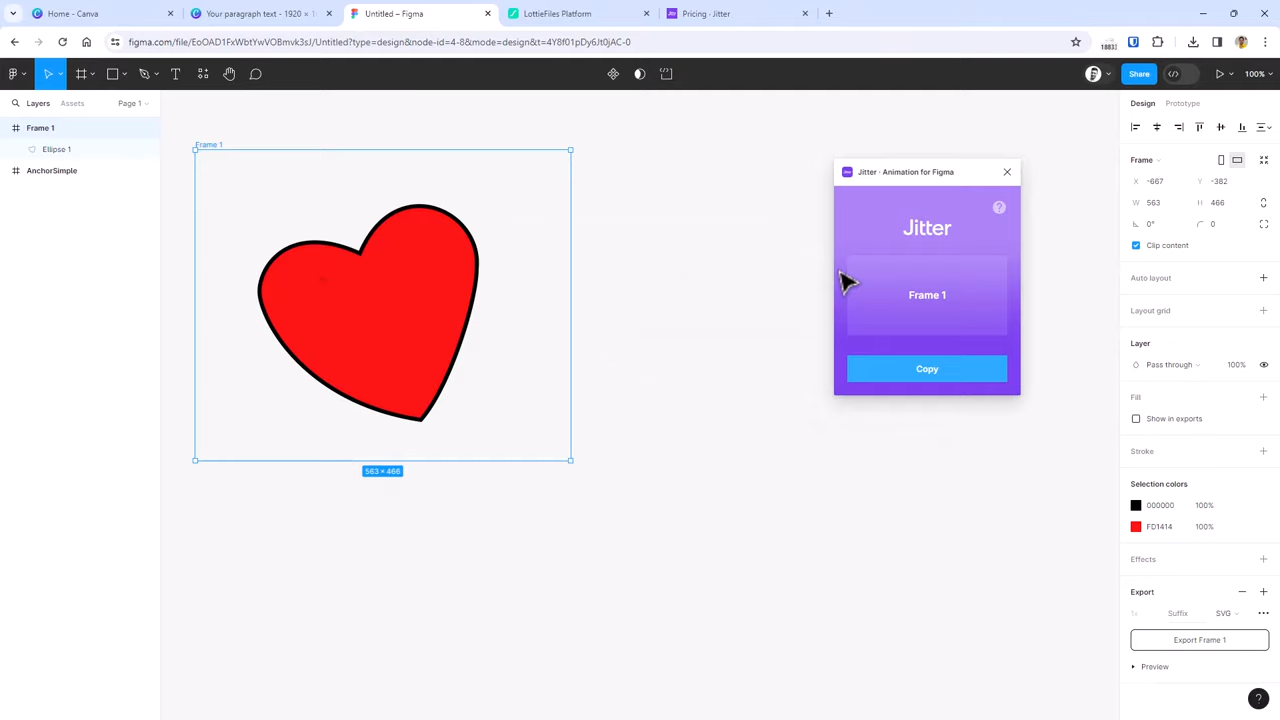 Home - Canva
Your paragraph text - 1920 × 1
Untitled – Figma
LottieFiles Platform
Pricing · Jitter
figma.com/file/EoOAD1FxWbtYwVOBmvk3sJ/Untitled?type=design&node-id=4-8&mode=design&t=4Y8f01pDy6Jt0jAC-0
Share
100%
Layers
Assets
Page 1
Frame 1
Ellipse 1
AnchorSimple
Frame 1
563 × 466
Jitter · Animation for Figma
Jitter
Frame 1
Copy
Design
Prototype
Frame
X -667 Y -382
W 563 H 466
0° 0
Clip content
Auto layout
Layout grid
Layer
Pass through 100%
Fill
Show in exports
Stroke
Selection colors
000000 100%
FD1414 100%
Effects
Export
1x Suffix SVG
Export Frame 1
Preview
?